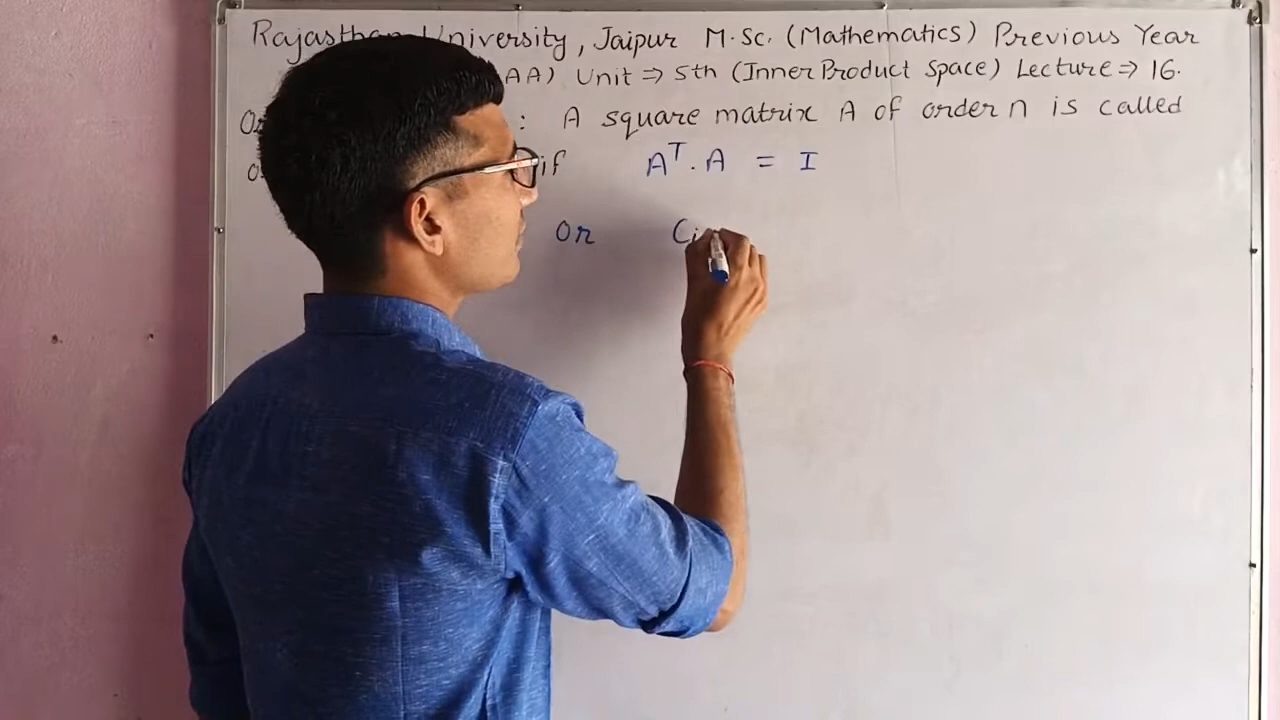 Rajasthan University, Jaipur M.Sc. (Mathematics) Previous Year
AA) Unit ⇒ 5th (Inner Product Space) Lecture ⇒ 16.
: A square matrix A of order n is called
if Aᵀ. A = I
or